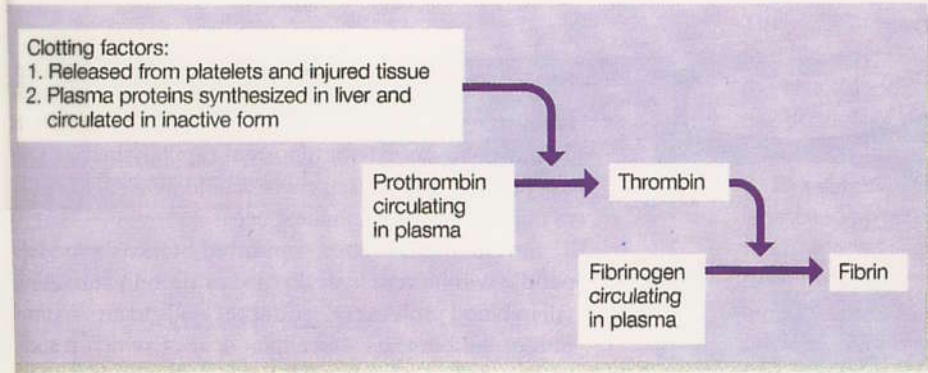 Clotting factors:
1. Released from platelets and injured tissue
2. Plasma proteins synthesized in liver and
circulated in inactive form
Prothrombin
circulating
in plasma
Thrombin
Fibrinogen
circulating
in plasma
Fibrin